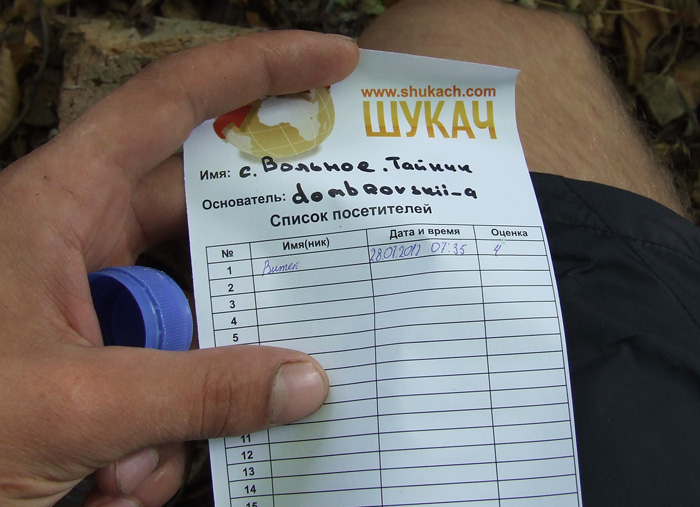 www.shukach.com
ШУКАЧ
Имя: с. Вольное. Тайник
Основатель: dombrovskii_a
Список посетителей
№ Имя(ник) Дата и время Оценка
1 Витек 28.07.2012 07:35 4
2
3
4
5
11
12
13
14
15